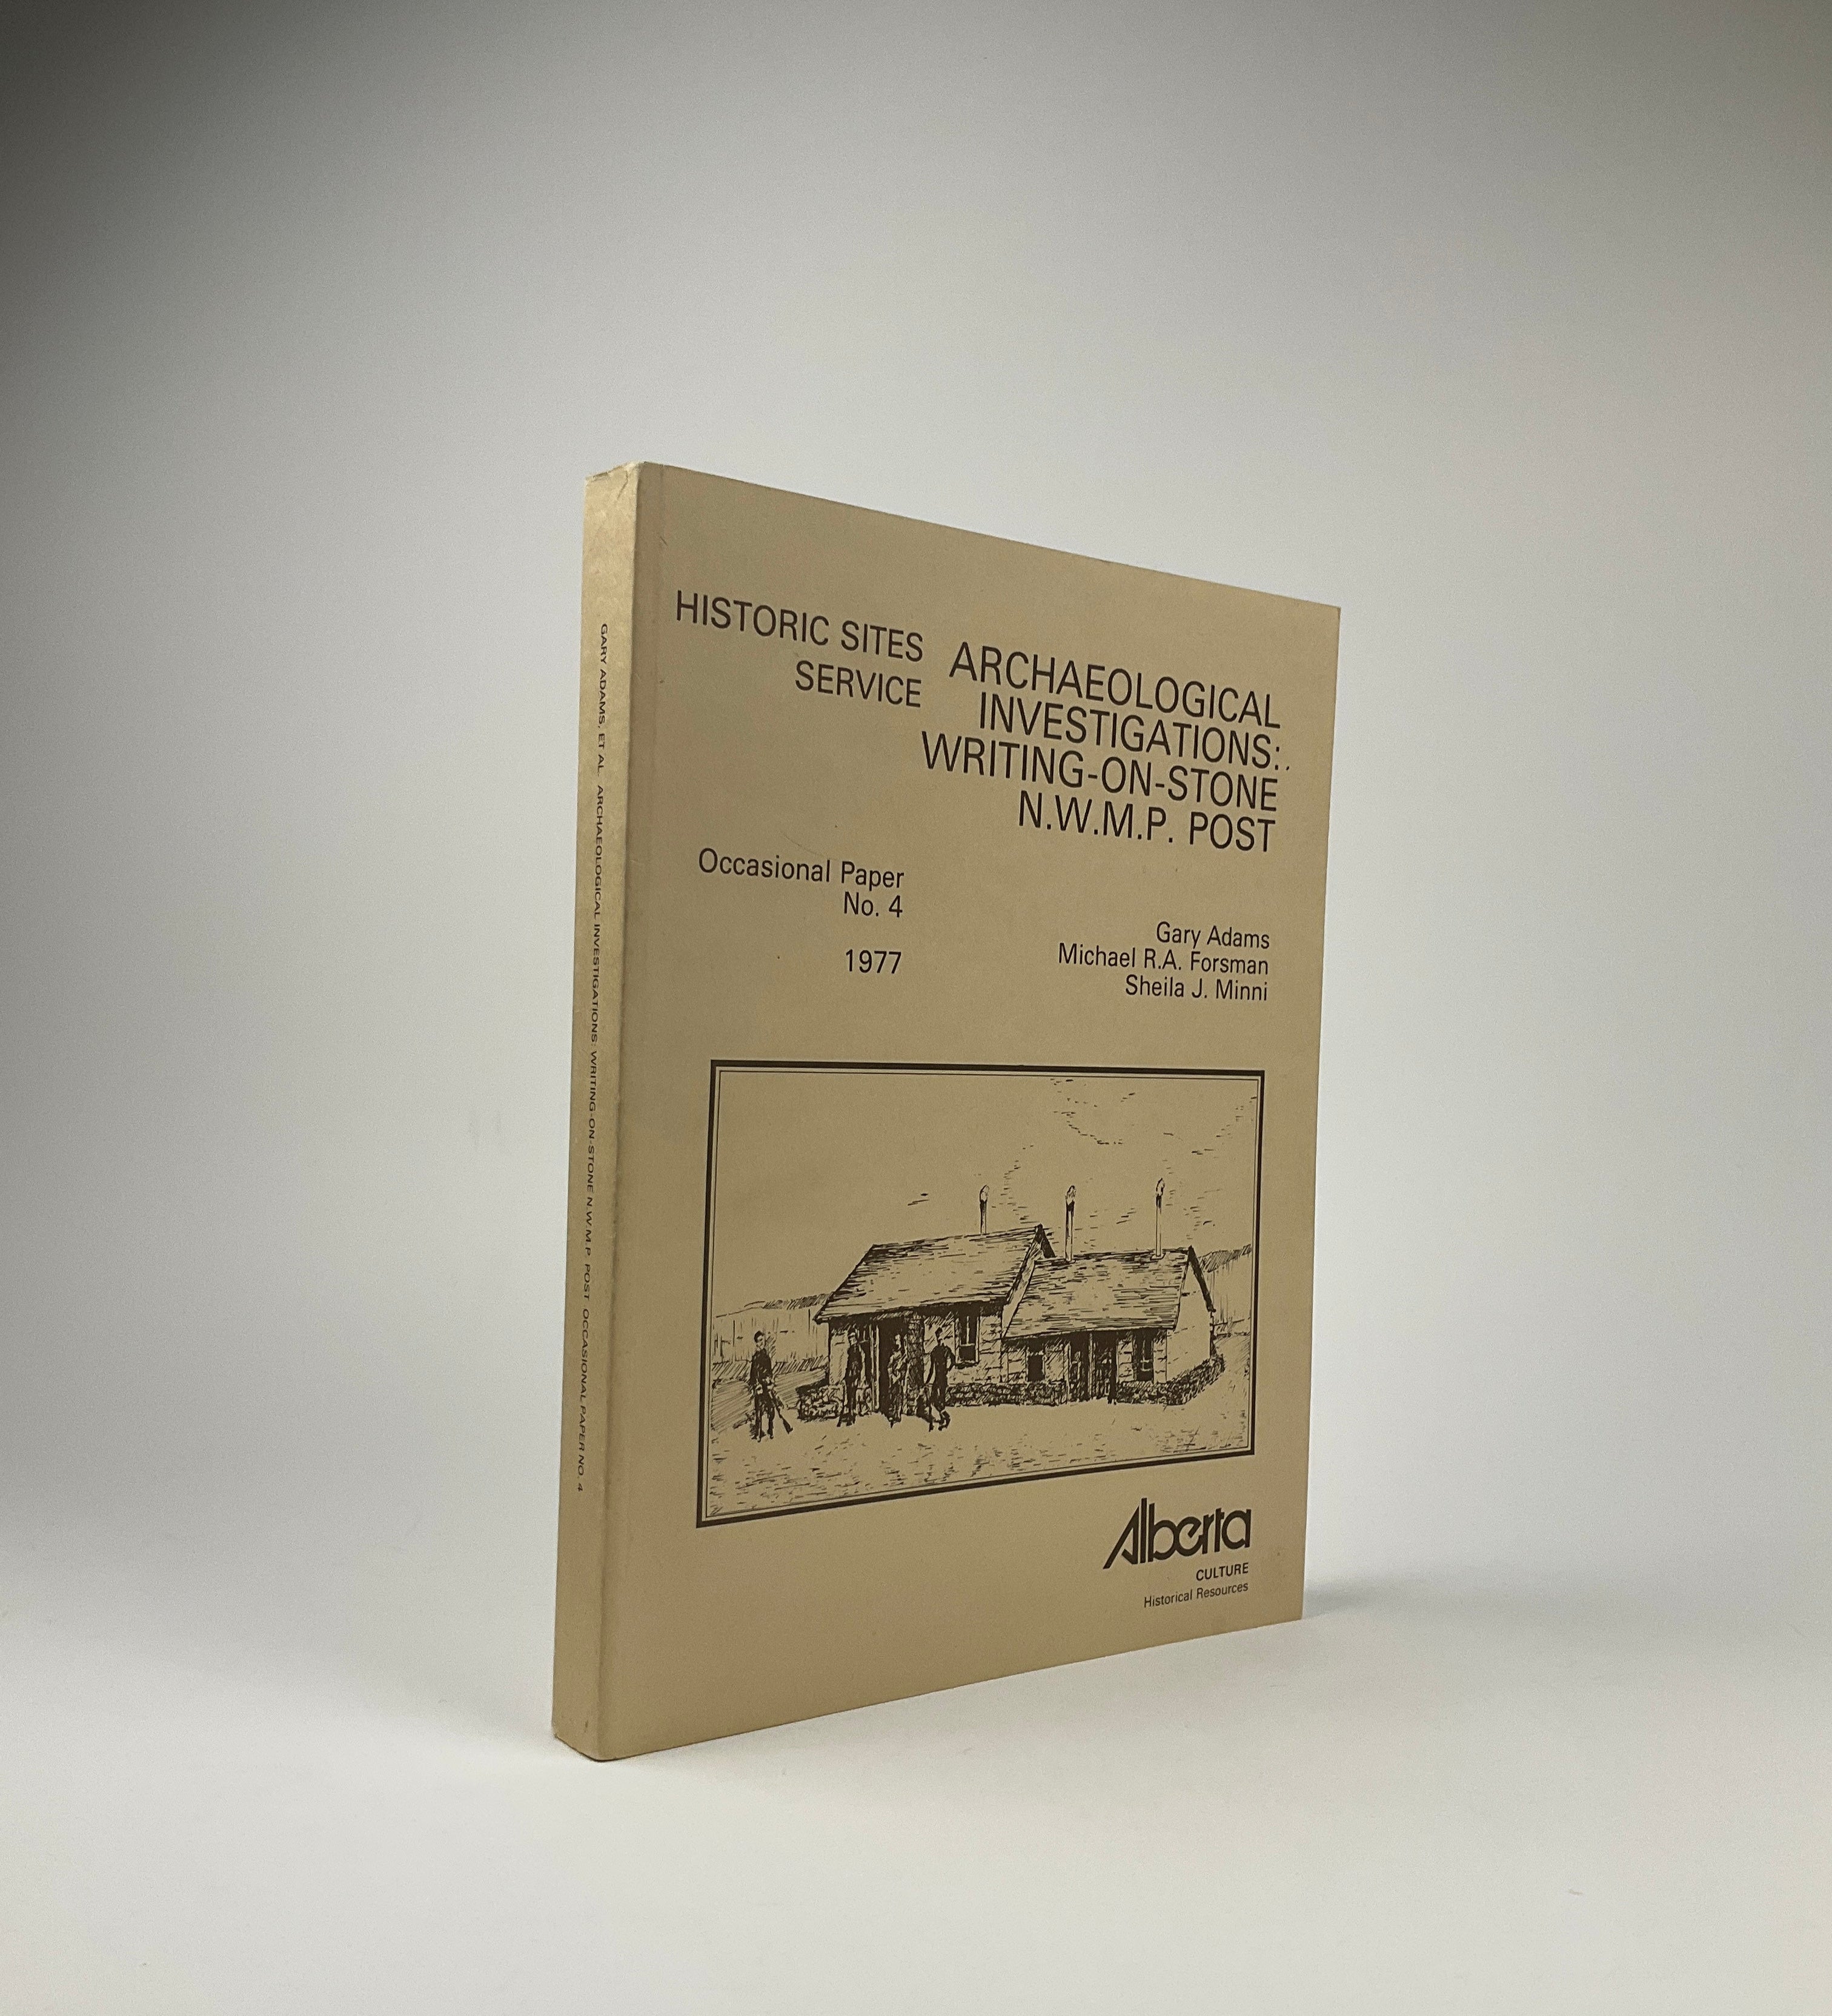 GARY ADAMS, ET AL. ARCHAEOLOGICAL INVESTIGATIONS: WRITING-ON-STONE N.W.M.P. POST OCCASIONAL PAPER NO. 4
HISTORIC SITES
SERVICE
ARCHAEOLOGICAL
INVESTIGATIONS:
WRITING-ON-STONE
N.W.M.P. POST
Occasional Paper
No. 4
1977
Gary Adams
Michael R.A. Forsman
Sheila J. Minni
Alberta
CULTURE
Historical Resources